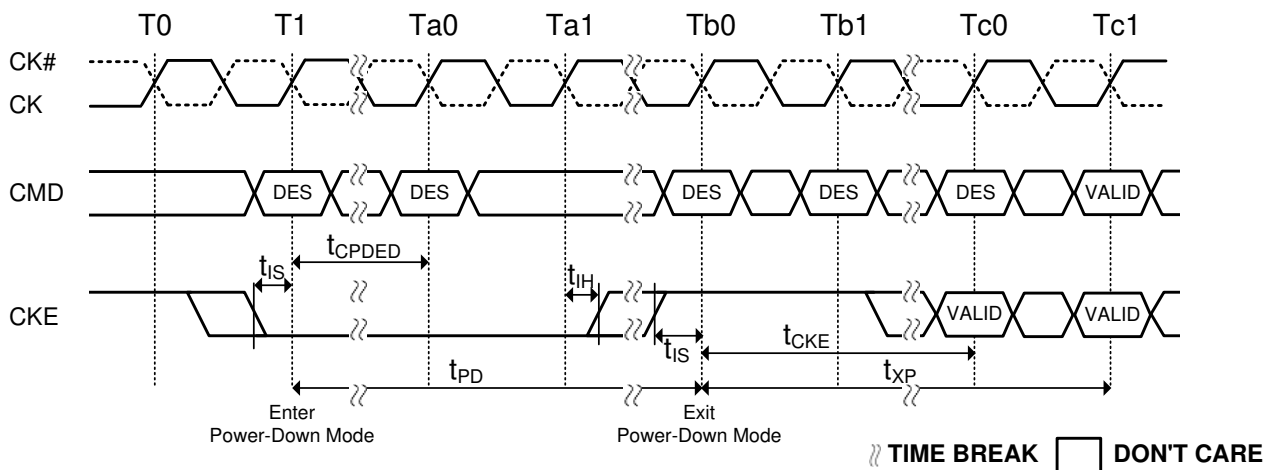 T0 T1 Ta0 Ta1 Tb0 Tb1 Tc0 Tc1
CK#
CK
CMD DES DES DES DES DES VALID
tCPDED
tIS tIH
CKE VALID VALID
tIS tCKE
tPD tXP
Enter
Power-Down Mode
Exit
Power-Down Mode
TIME BREAK DON'T CARE